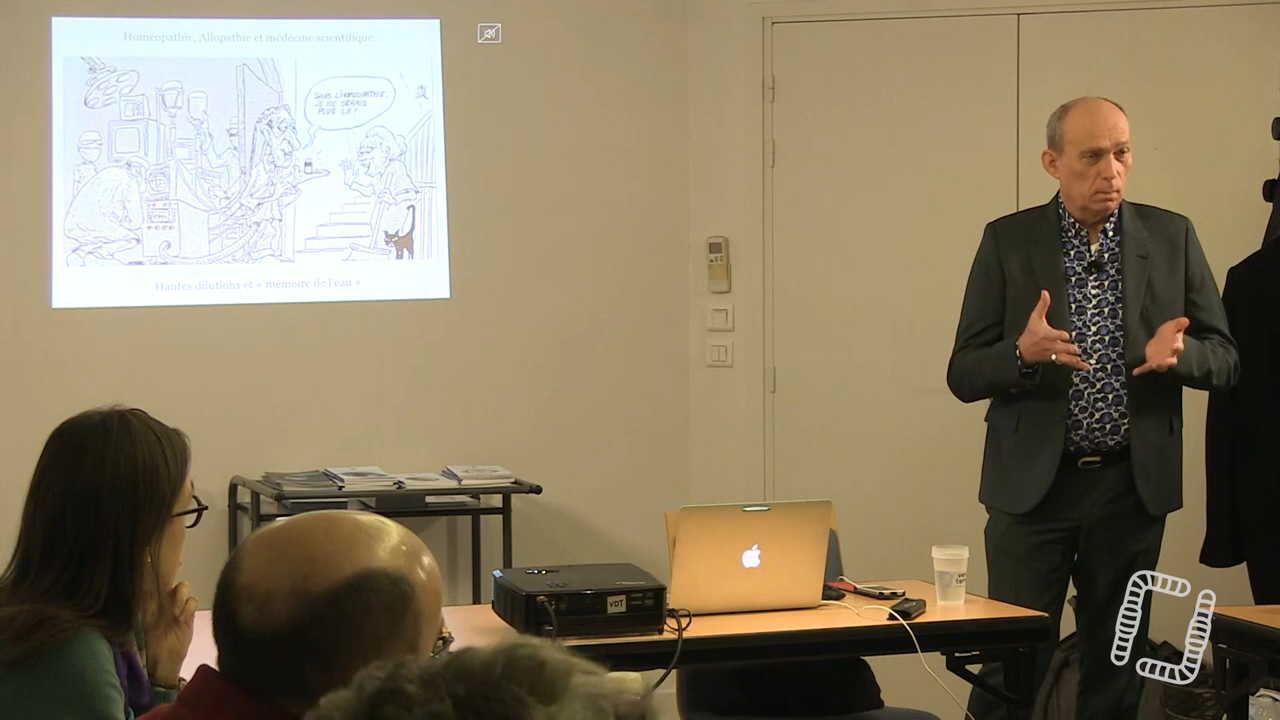 Homéopathie, Allopathie et médecine scientifique...
SANS L'HOMÉOPATHIE,
JE NE SERAIS
PLUS LÀ !
Hautes dilutions et « mémoire de l'eau »
VDT